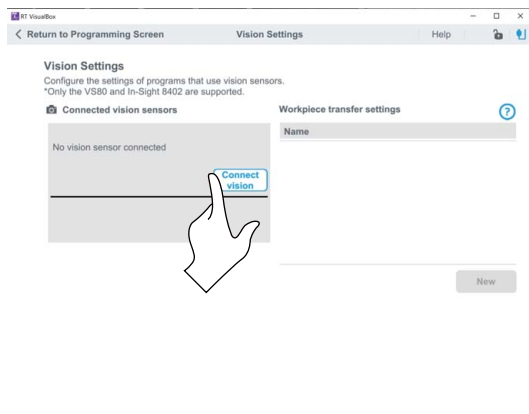 RT VisualBox
Return to Programming Screen
Vision Settings
Help
Vision Settings
Configure the settings of programs that use vision sensors.
*Only the VS80 and In-Sight 8402 are supported.
Connected vision sensors
Workpiece transfer settings
?
Name
No vision sensor connected
Connect
vision
New